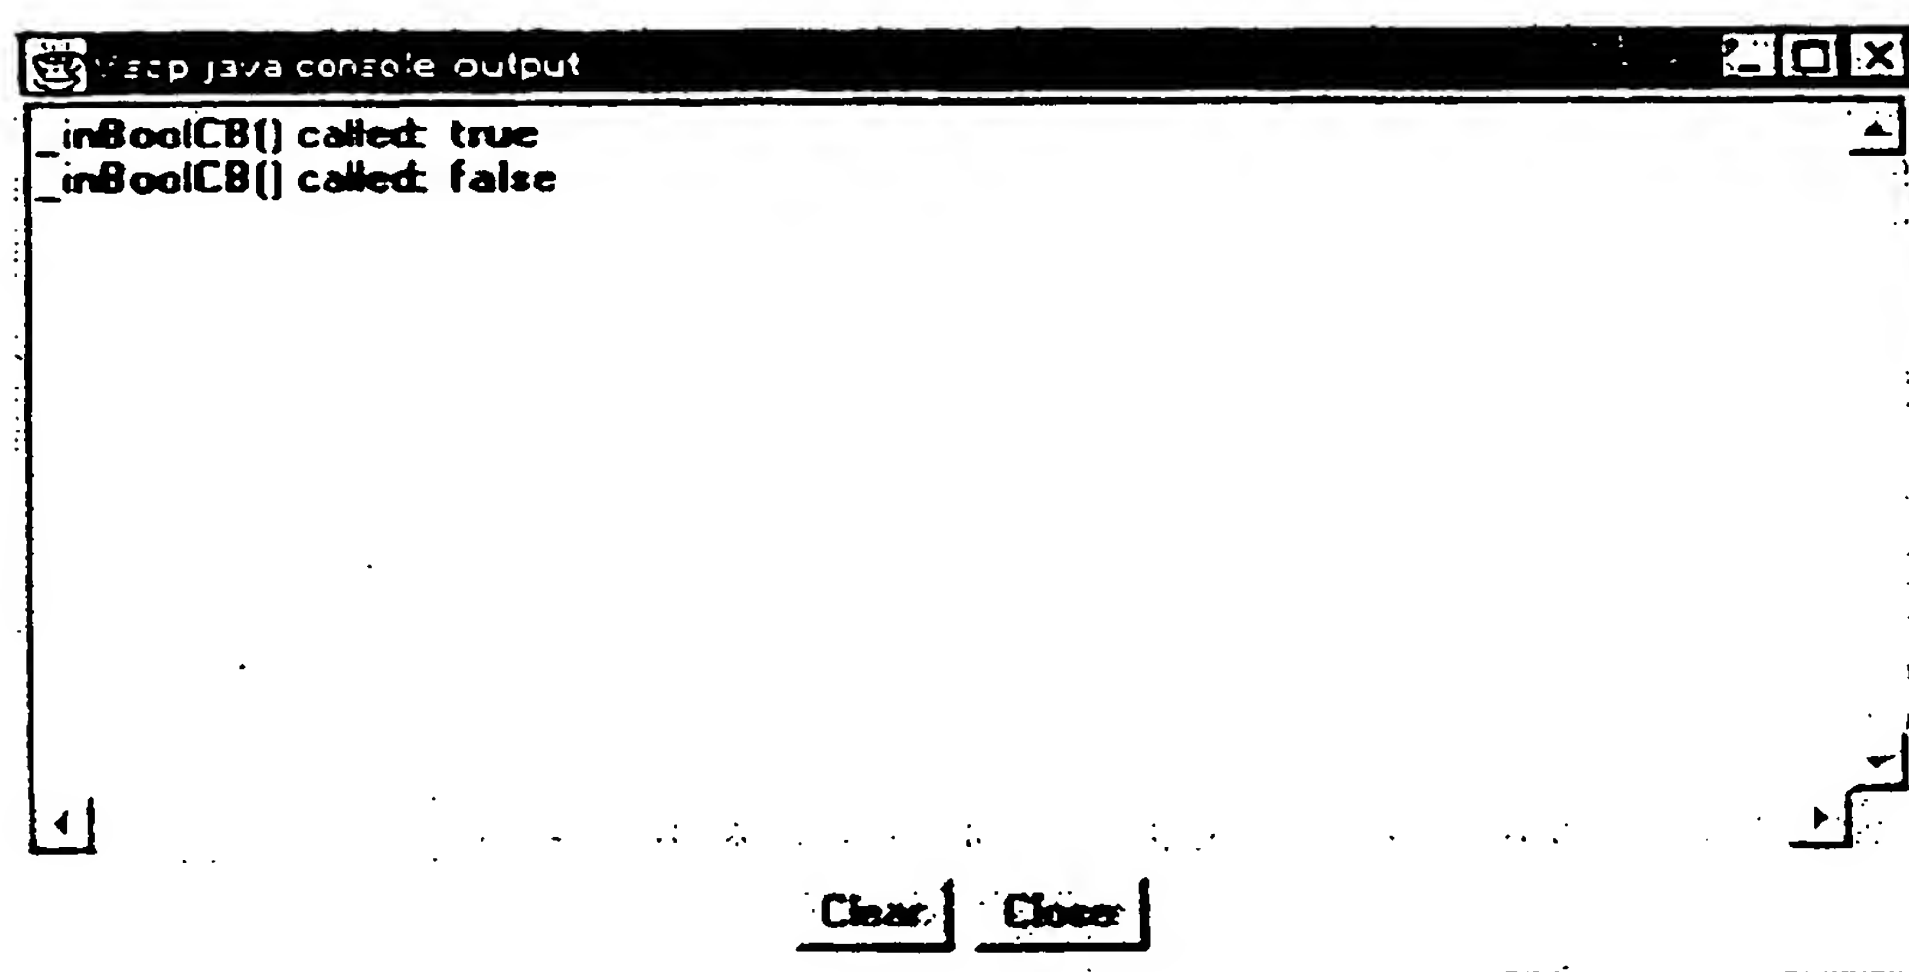 java console output
_inBoolCB() called: true
_inBoolCB() called: false
Clear
Close